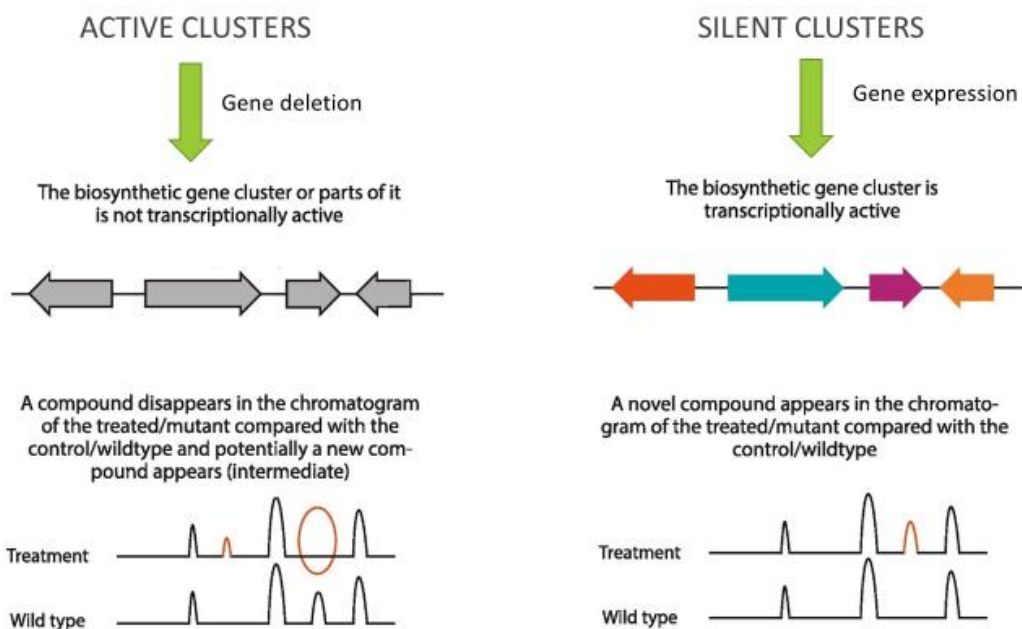 ACTIVE CLUSTERS
Gene deletion
The biosynthetic gene cluster or parts of it
is not transcriptionally active
A compound disappears in the chromatogram
of the treated/mutant compared with the
control/wildtype and potentially a new com-
pound appears (intermediate)
Treatment
Wild type
SILENT CLUSTERS
Gene expression
The biosynthetic gene cluster is
transcriptionally active
A novel compound appears in the chromato-
gram of the treated/mutant compared with the
control/wildtype
Treatment
Wild type